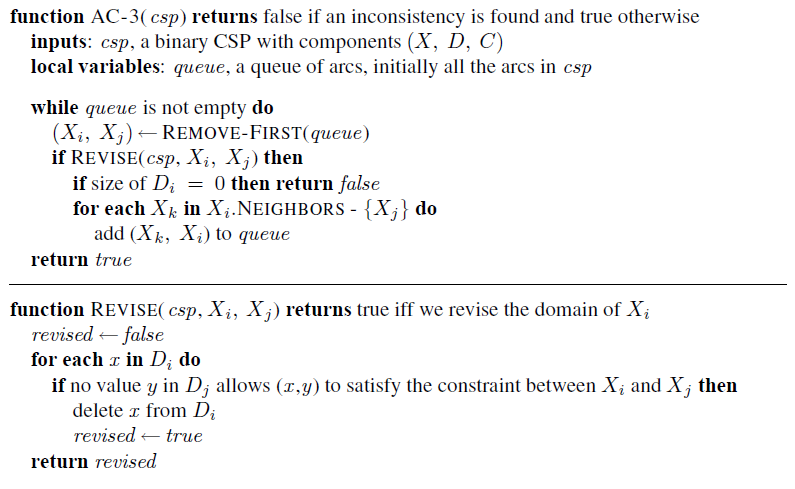 function AC-3( csp) returns false if an inconsistency is found and true otherwise
inputs: csp, a binary CSP with components (X, D, C)
local variables: queue, a queue of arcs, initially all the arcs in csp
while queue is not empty do
(Xi, Xj) ← REMOVE-FIRST(queue)
if REVISE(csp, Xi, Xj) then
if size of Di = 0 then return false
for each Xk in Xi.NEIGHBORS - {Xj} do
add (Xk, Xi) to queue
return true
function REVISE( csp, Xi, Xj) returns true iff we revise the domain of Xi
revised ← false
for each x in Di do
if no value y in Dj allows (x,y) to satisfy the constraint between Xi and Xj then
delete x from Di
revised ← true
return revised